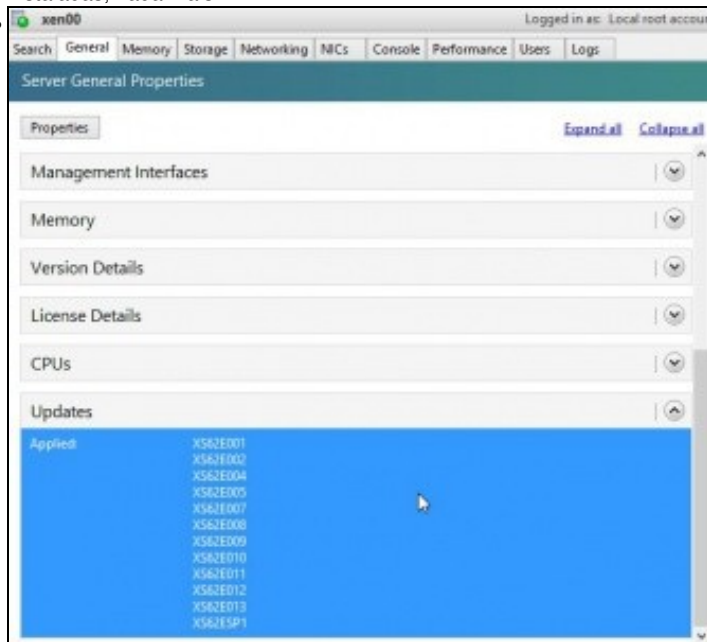 xen00 Logged in as: Local root accour
Search General Memory Storage Networking NICs Console Performance Users Logs
Server General Properties
Properties Expand all Collapse all
Management Interfaces
Memory
Version Details
License Details
CPUs
Updates
Applied: XS62E001
XS62E002
XS62E004
XS62E005
XS62E007
XS62E008
XS62E009
XS62E010
XS62E011
XS62E012
XS62E013
XS62ESP1